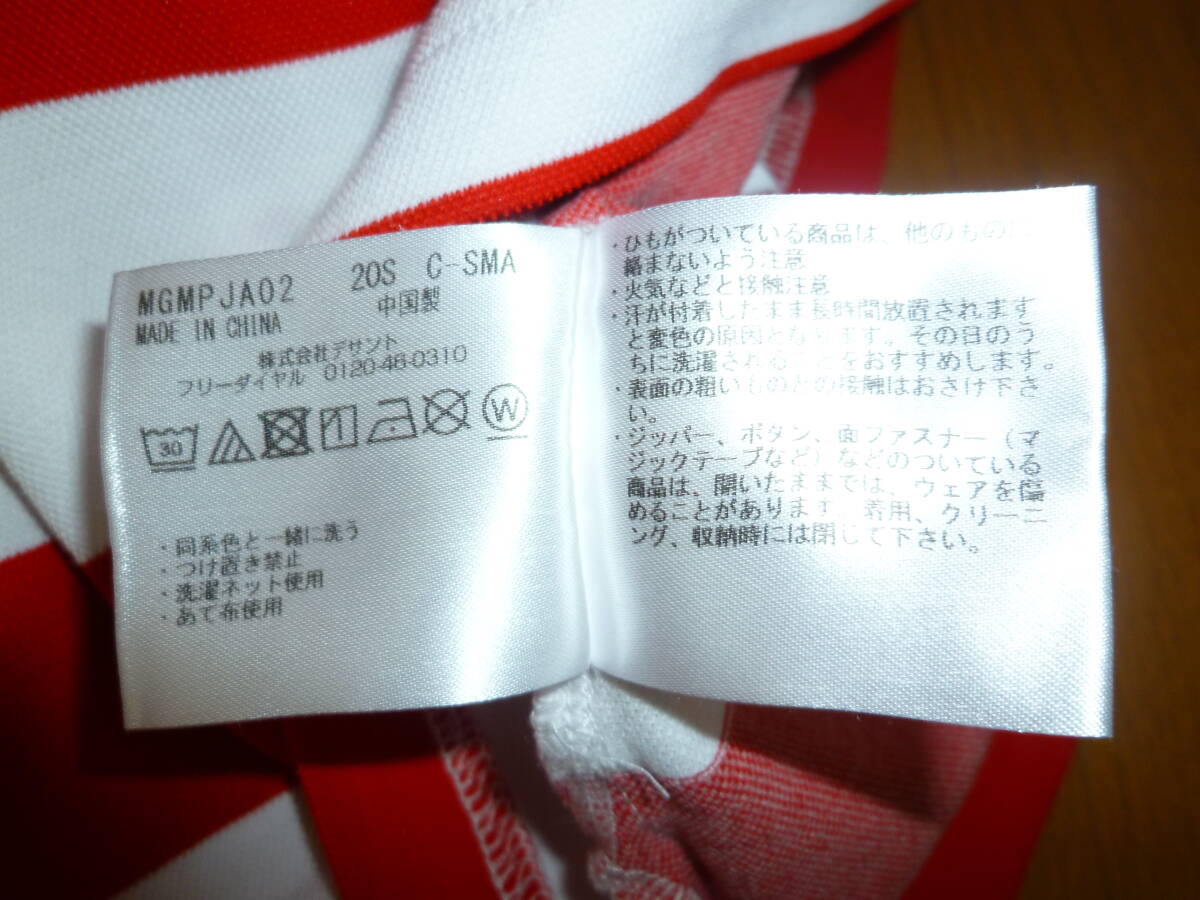 MGMPJA02 20S C-SMA
MADE IN CHINA 中国製
株式会社デサント
フリーダイヤル 0120-46-0310
30
W
・同系色と一緒に洗う
・つけ置き禁止
・洗濯ネット使用
・あて布使用
・ひもがついている商品は、他のものに
絡まないよう注意
・火気などと接触注意
・汗が付着したまま長時間放置されます
と変色の原因となります。その日のう
ちに洗濯されることをおすすめします。
・表面の粗いものとの接触はおさけ下さ
い。
・ジッパー、ボタン、面ファスナー（マ
ジックテープなど）などのついている
商品は、開いたままでは、ウェアを傷
めることがあります。着用、クリーニ
ング、収納時には閉じて下さい。